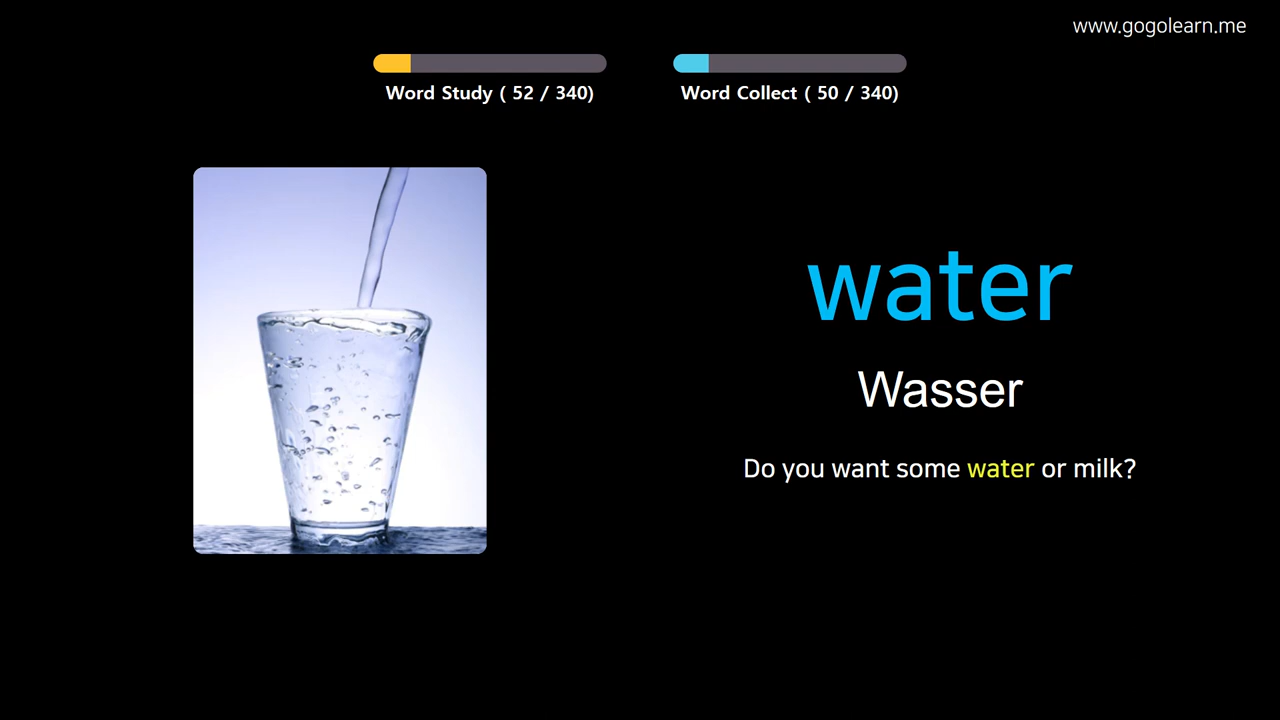 www.gogolearn.me
Word Study ( 52 / 340)
Word Collect ( 50 / 340)
water
Wasser
Do you want some water or milk?